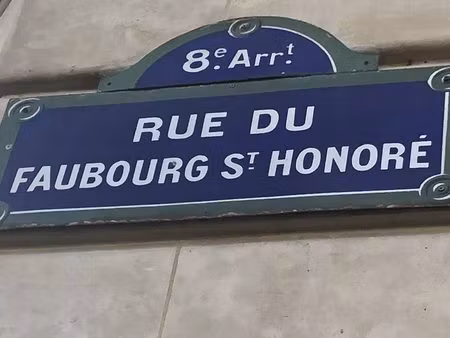 8e. Arrt.
RUE DU
FAUBOURG ST HONORÉ